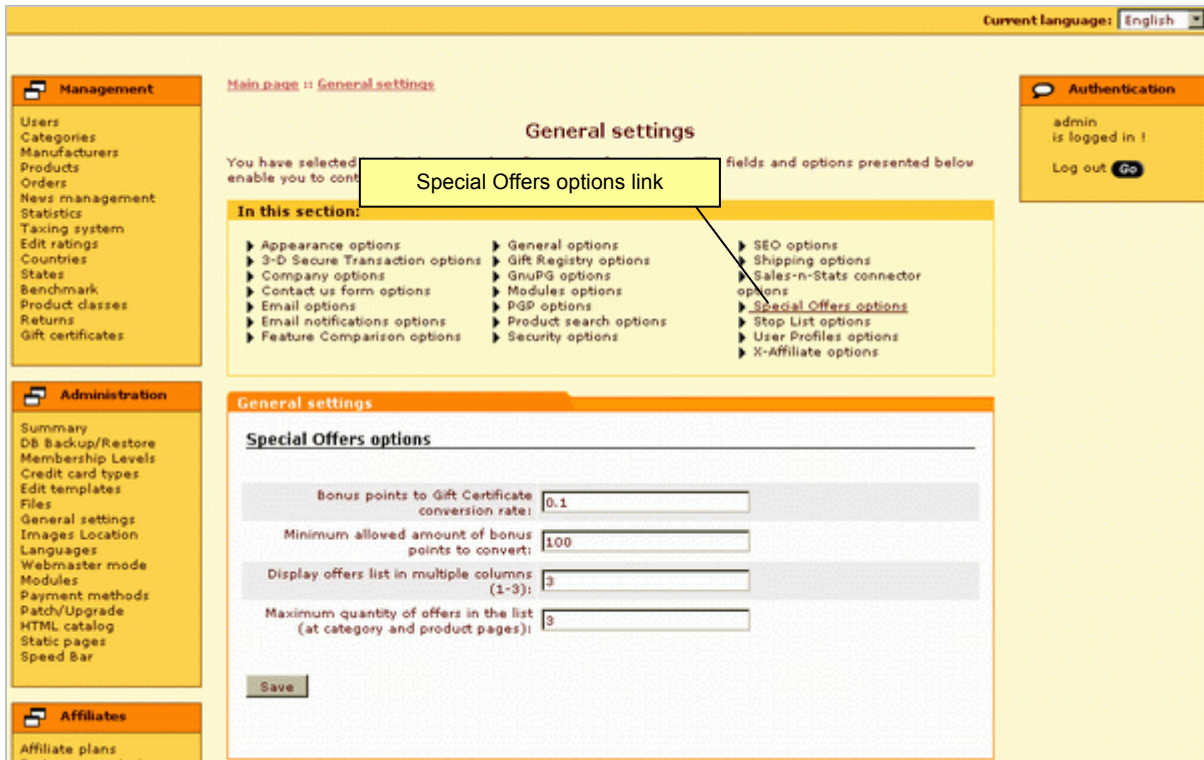 Current language: English
Management
Users
Categories
Manufacturers
Products
Orders
News management
Statistics
Taxing system
Edit ratings
Countries
States
Benchmark
Product classes
Returns
Gift certificates
Administration
Summary
DB Backup/Restore
Membership Levels
Credit card types
Edit templates
Files
General settings
Images Location
Languages
Webmaster mode
Modules
Payment methods
Patch/Upgrade
HTML catalog
Static pages
Speed Bar
Affiliates
Affiliate plans
Main page :: General settings
General settings
You have selected
fields and options presented below
enable you to cont
Special Offers options link
In this section:
Appearance options
3-D Secure Transaction options
Company options
Contact us form options
Email options
Email notifications options
Feature Comparison options
General options
Gift Registry options
GnuPG options
Modules options
PGP options
Product search options
Security options
SEO options
Shipping options
Sales-n-Stats connector
options
Special Offers options
Stop List options
User Profiles options
X-Affiliate options
General settings
Special Offers options
Bonus points to Gift Certificate
conversion rate: 0.1
Minimum allowed amount of bonus
points to convert: 100
Display offers list in multiple columns
(1-3): 3
Maximum quantity of offers in the list
(at category and product pages): 3
Save
Authentication
admin
is logged in !
Log out Go